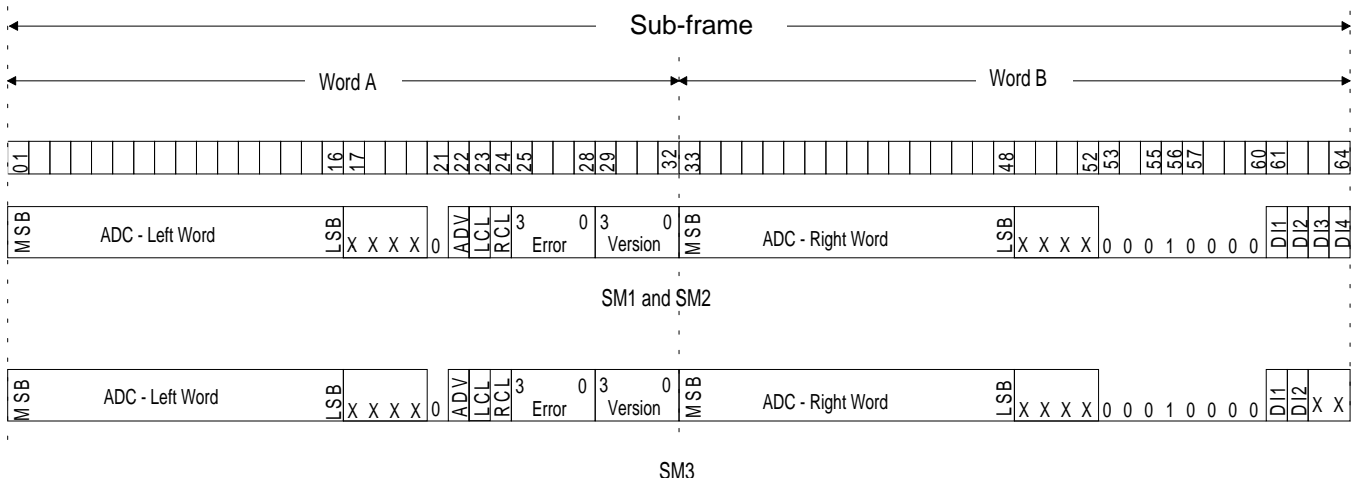 Sub-frame
Word A Word B
01 16 17 21 22 23 24 25 28 29 32 33 48 52 53 55 56 57 60 61 64
MSB ADC - Left Word LSB X X X X 0 ADV LCL RCL 3 0 Error 3 0 Version MSB ADC - Right Word LSB X X X X 0 0 0 1 0 0 0 0 DI1 DI2 DI3 DI4
SM1 and SM2
MSB ADC - Left Word LSB X X X X 0 ADV LCL RCL 3 0 Error 3 0 Version MSB ADC - Right Word LSB X X X X 0 0 0 1 0 0 0 0 DI1 DI2 X X
SM3